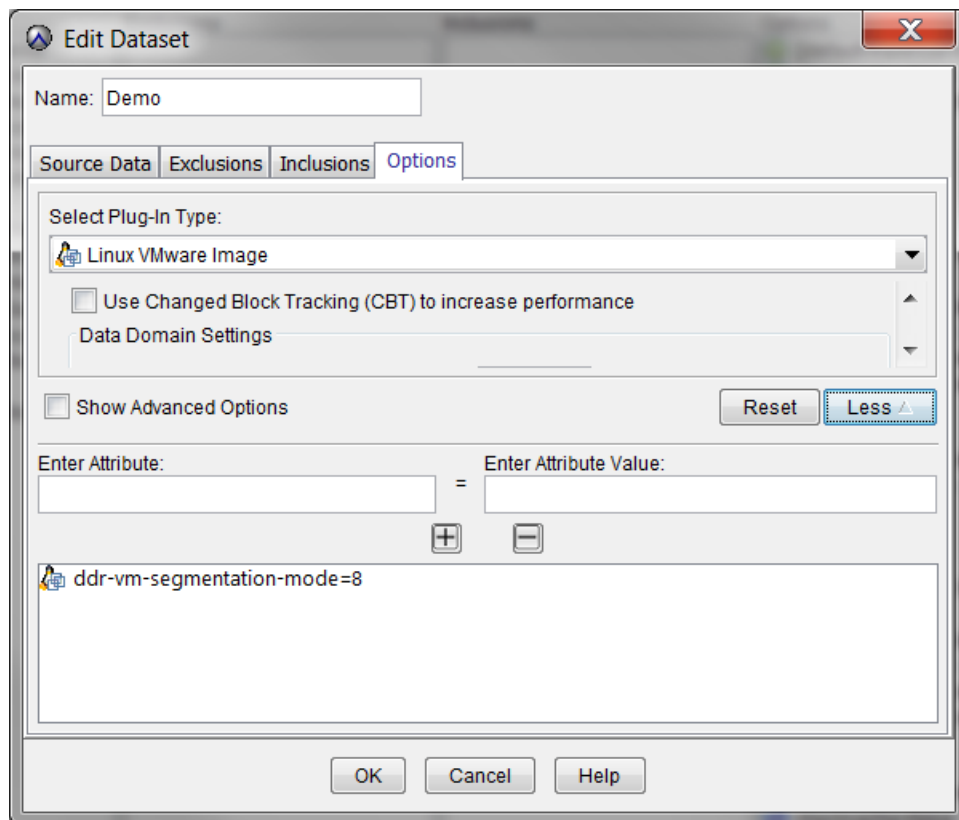 Edit Dataset
Name: Demo
Source Data Exclusions Inclusions Options
Select Plug-In Type:
Linux VMware Image
Use Changed Block Tracking (CBT) to increase performance
Data Domain Settings
Show Advanced Options Reset Less
Enter Attribute: Enter Attribute Value:
=
ddr-vm-segmentation-mode=8
OK Cancel Help